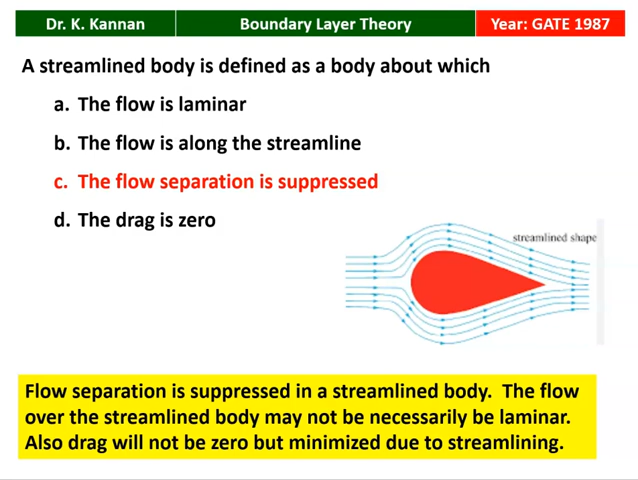 Dr. K. Kannan
Boundary Layer Theory
Year: GATE 1987
A streamlined body is defined as a body about which
a. The flow is laminar
b. The flow is along the streamline
c. The flow separation is suppressed
d. The drag is zero
streamlined shape
Flow separation is suppressed in a streamlined body. The flow
over the streamlined body may not be necessarily be laminar.
Also drag will not be zero but minimized due to streamlining.